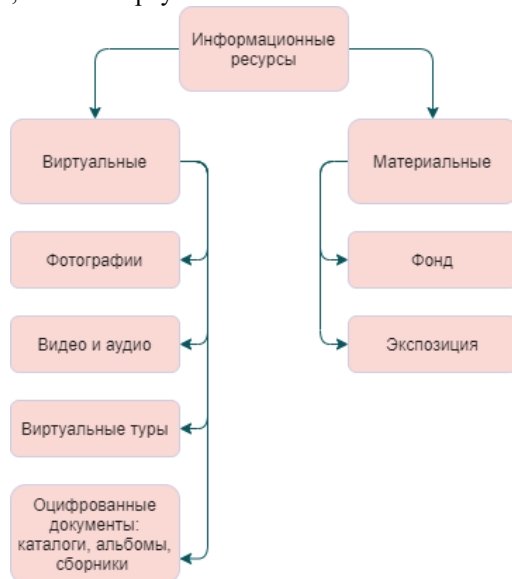 Информационные
ресурсы
Виртуальные
Материальные
Фотографии
Фонд
Видео и аудио
Экспозиция
Виртуальные туры
Оцифрованные
документы:
каталоги, альбомы,
сборники